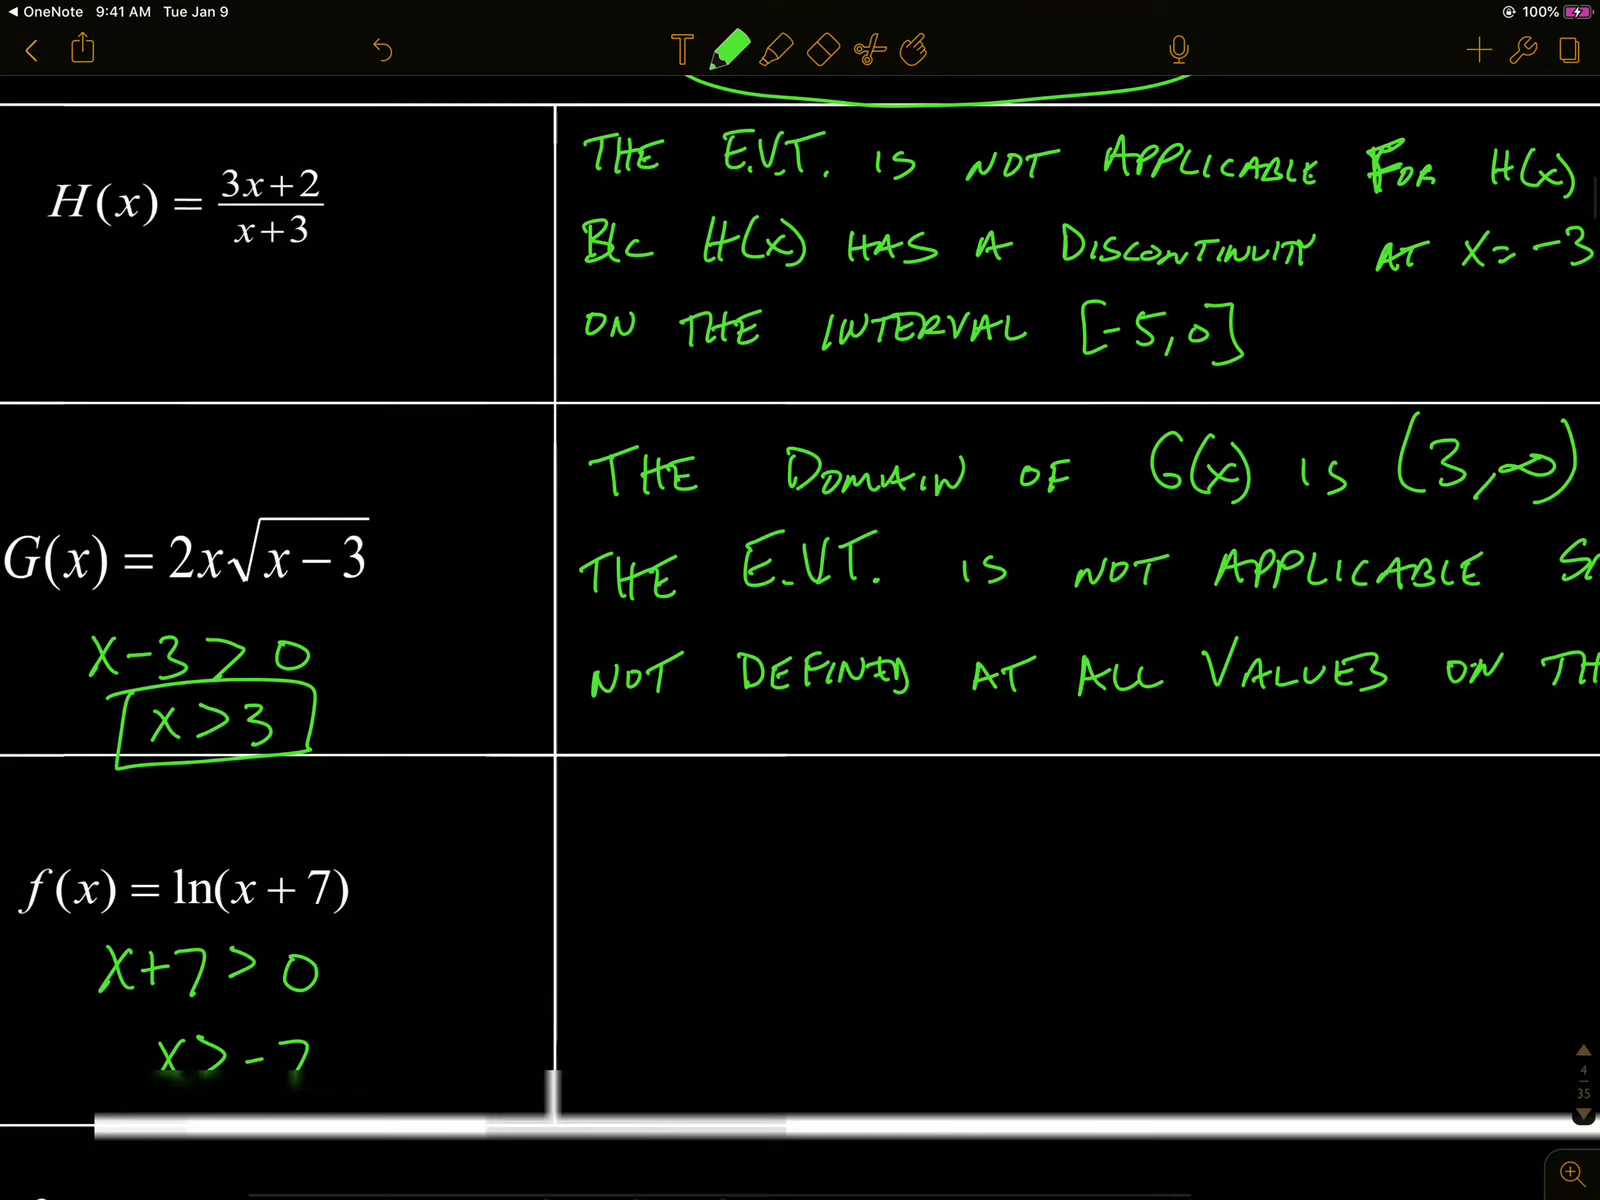 OneNote 9:41 AM Tue Jan 9 100%
H(x) = \frac{3x+2}{x+3}
THE E.V.T. IS NOT APPLICABLE FOR H(x)
B/C H(x) HAS A DISCONTINUITY AT X = -3
ON THE INTERVAL [-5,0]
G(x) = 2x√(x-3)
x-3 > 0
x > 3
THE DOMAIN OF G(x) IS (3,∞)
THE E.V.T. IS NOT APPLICABLE
NOT DEFINED AT ALL VALUES ON
f(x) = ln(x+7)
x+7 > 0
x > -7
4
35